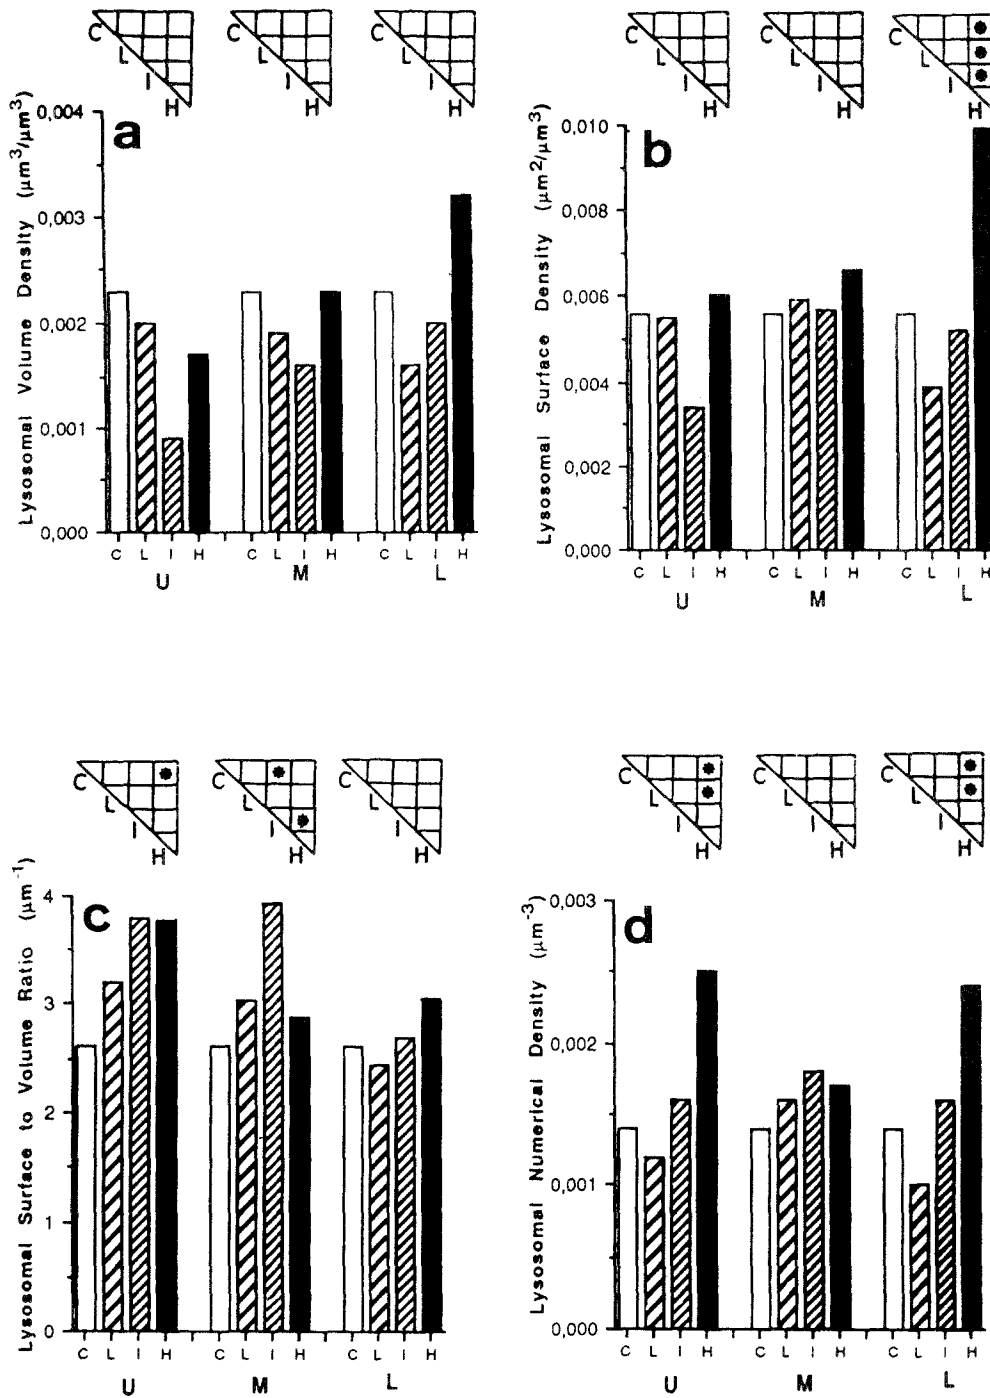 C L I H
C L I H
C L I H
a
Lysosomal Volume Density (µm³/µm³)
0,004
0,003
0,002
0,001
0,000
C L I H C L I H C L I H
U M L
C L I H
C L I H
C L I H
b
Lysosomal Surface Density (µm²/µm³)
0,010
0,008
0,006
0,004
0,002
0,000
C L I H C L I H C L I H
U M L
C L I H
C L I H
C L I H
c
Lysosomal Surface to Volume Ratio (µm⁻¹)
4
3
2
1
0
C L I H C L I H C L I H
U M L
C L I H
C L I H
C L I H
d
Lysosomal Numerical Density (µm⁻³)
0,003
0,002
0,001
0,000
C L I H C L I H C L I H
U M L